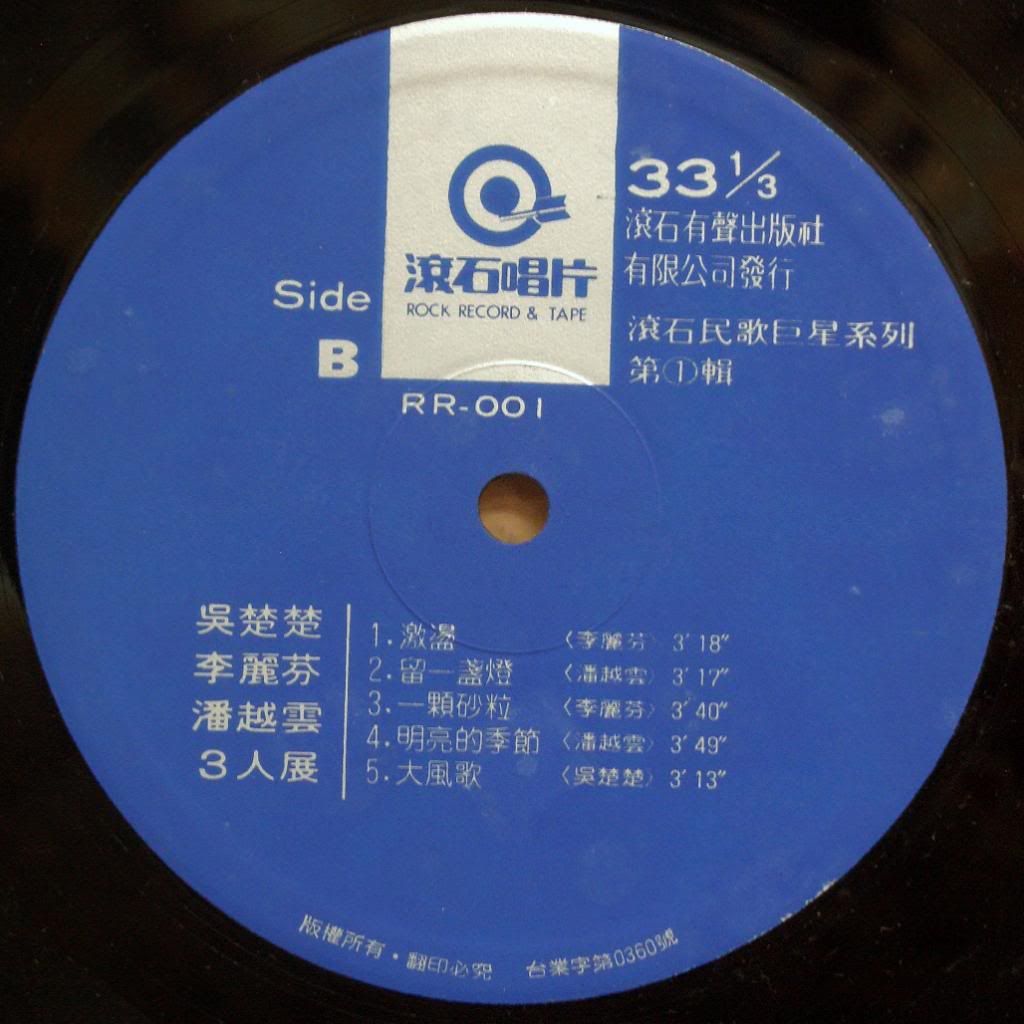 滾石唱片
ROCK RECORD & TAPE
33 1/3
滾石有聲出版社
有限公司發行
滾石民歌巨星系列
第①輯
Side
B
RR-001
吳楚楚
李麗芬
潘越雲
3人展
1.激盪 〈李麗芬〉 3′18″
2.留一盞燈 〈潘越雲〉 3′17″
3.一顆砂粒 〈李麗芬〉 3′40″
4.明亮的季節 〈潘越雲〉 3′49″
5.大風歌 〈吳楚楚〉 3′13″
版權所有・翻印必究 台業字第0360號